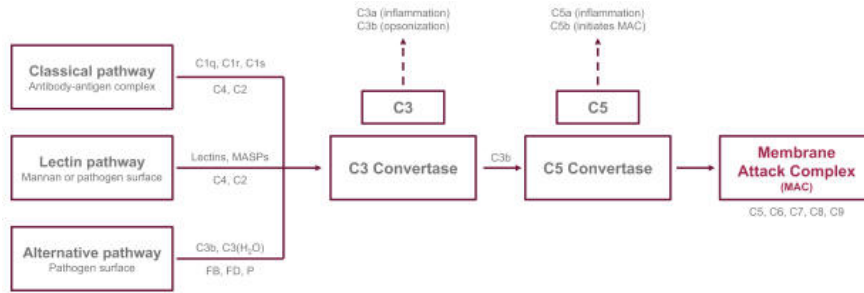 C3a (inflammation)
C3b (opsonization)
C5a (inflammation)
C5b (initiates MAC)
Classical pathway
Antibody-antigen complex
C1q, C1r, C1s
C4, C2
C3
C5
Lectin pathway
Mannan or pathogen surface
Lectins, MASPs
C4, C2
C3 Convertase
C3b
C5 Convertase
Membrane
Attack Complex
(MAC)
C5, C6, C7, C8, C9
Alternative pathway
Pathogen surface
C3b, C3(H₂O)
FB, FD, P